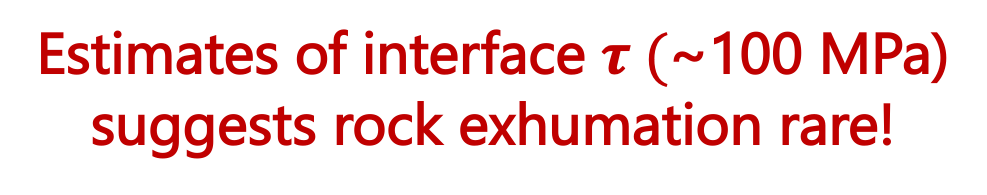 Estimates of interface 𝝉 (~100 MPa)
suggests rock exhumation rare!